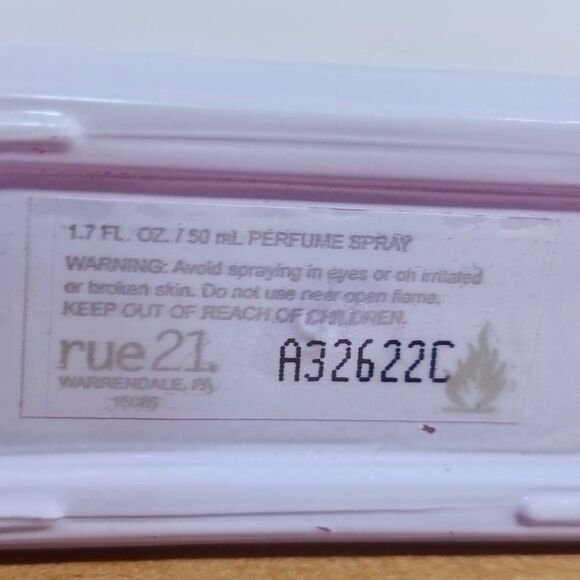 1.7 FL. OZ. / 50 mL PERFUME SPRAY
WARNING: Avoid spraying in eyes or on irritated
or broken skin. Do not use near open flame,
KEEP OUT OF REACH OF CHILDREN.
rue21
A32622C
WARRENDALE, PA
15086